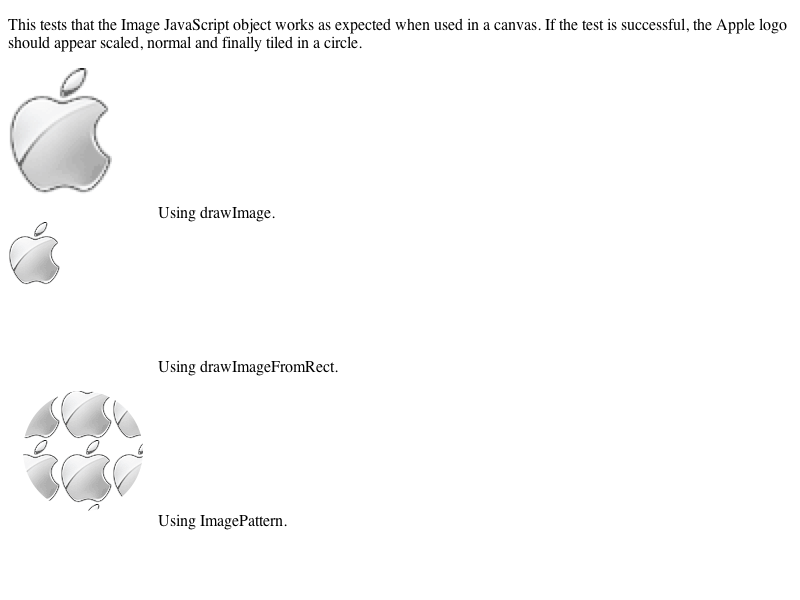 This tests that the Image JavaScript object works as expected when used in a canvas. If the test is successful, the Apple logo
should appear scaled, normal and finally tiled in a circle.
Using drawImage.
Using drawImageFromRect.
Using ImagePattern.